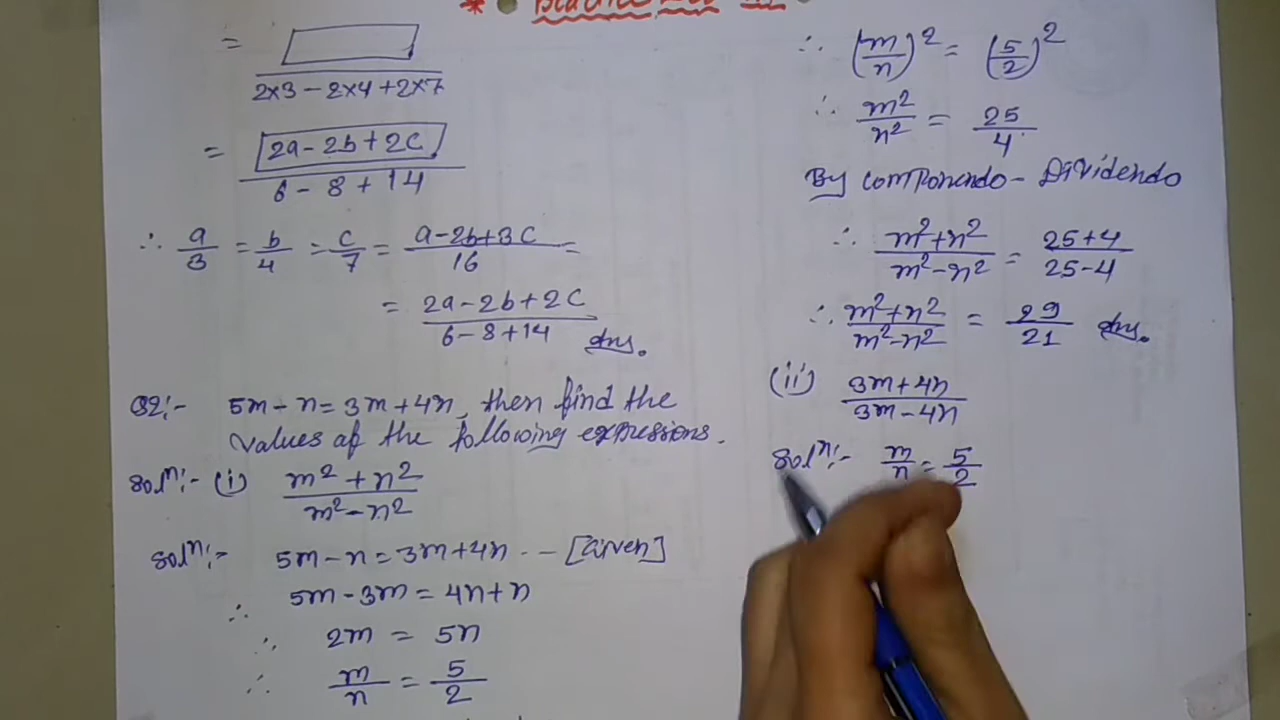 = □ / 2×3 - 2×4 + 2×7
= 2a - 2b + 2c / 6 - 8 + 14
∴ a/3 = b/4 = c/7 = a - 2b + 3c / 16 =
= 2a - 2b + 2c / 6 - 8 + 14 Ans.
Q2:- 5m - n = 3m + 4n, then find the
values of the following expressions.
Solⁿ:- (i) m² + n² / m² - n²
Solⁿ:- 5m - n = 3m + 4n -- [Given]
∴ 5m - 3m = 4n + n
∴ 2m = 5n
∴ m/n = 5/2
∴ (m/n)² = (5/2)²
∴ m²/n² = 25/4
By componendo - Dividendo
∴ m² + n² / m² - n² = 25 + 4 / 25 - 4
∴ m² + n² / m² - n² = 29/21 Ans.
(ii) 3m + 4n / 3m - 4n
Solⁿ:- m/n = 5/2